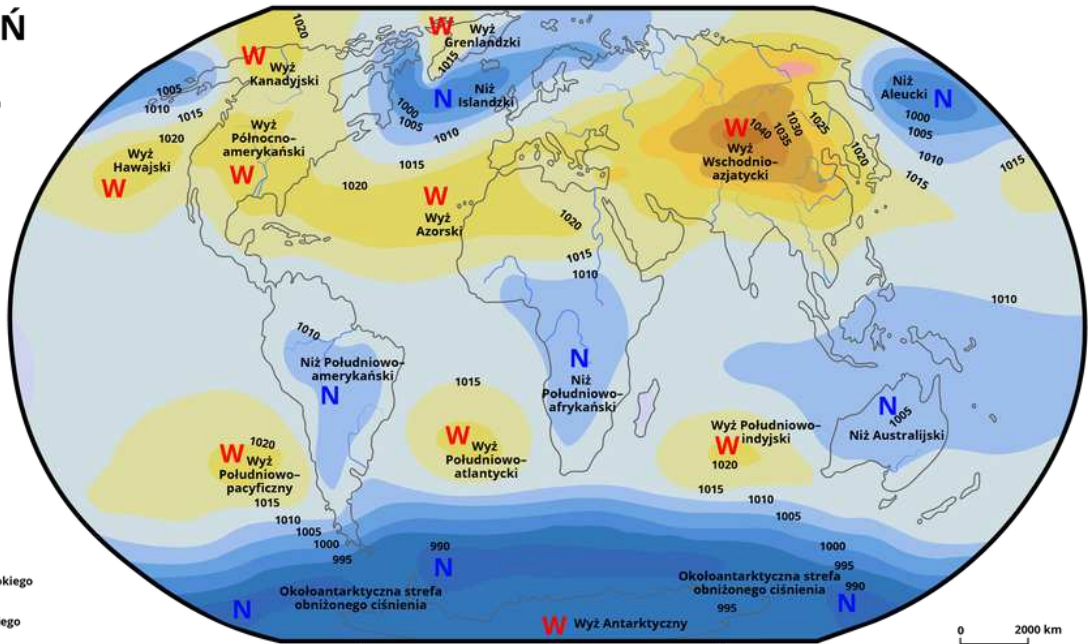 Ń
1020
W
Wyż
Grenlandzki
W
Wyż
Kanadyjski
1015
1005
1010
1015
1020
N
Niż
Islandzki
1000
1005
1010
1015
1020
Niż
Aleucki
N
1000
1005
1010
1015
1015
Wyż
Hawajski
W
Wyż
Północno–
amerykański
W
W
Wyż
Azorski
W
1040
1035
1030
1025
1020
Wyż
Wschodnio–
azjatycki
1020
1015
1010
1010
1010
Niż Południowo–
amerykański
N
N
Niż
Południowo–
afrykański
N
1005
Niż Australijski
1015
W
1020
Wyż
Południowo–
pacyficzny
1015
W
Wyż
Południowo–
atlantycki
Wyż Południowo–
indyjski
W
1020
1015
1010
1005
1010
1005
1000
995
990
N
1000
995
990
Okołoantarktyczna strefa
obniżonego ciśnienia
N
Okołoantarktyczna strefa
obniżonego ciśnienia
995
N
W Wyż Antarktyczny
0 2000 km